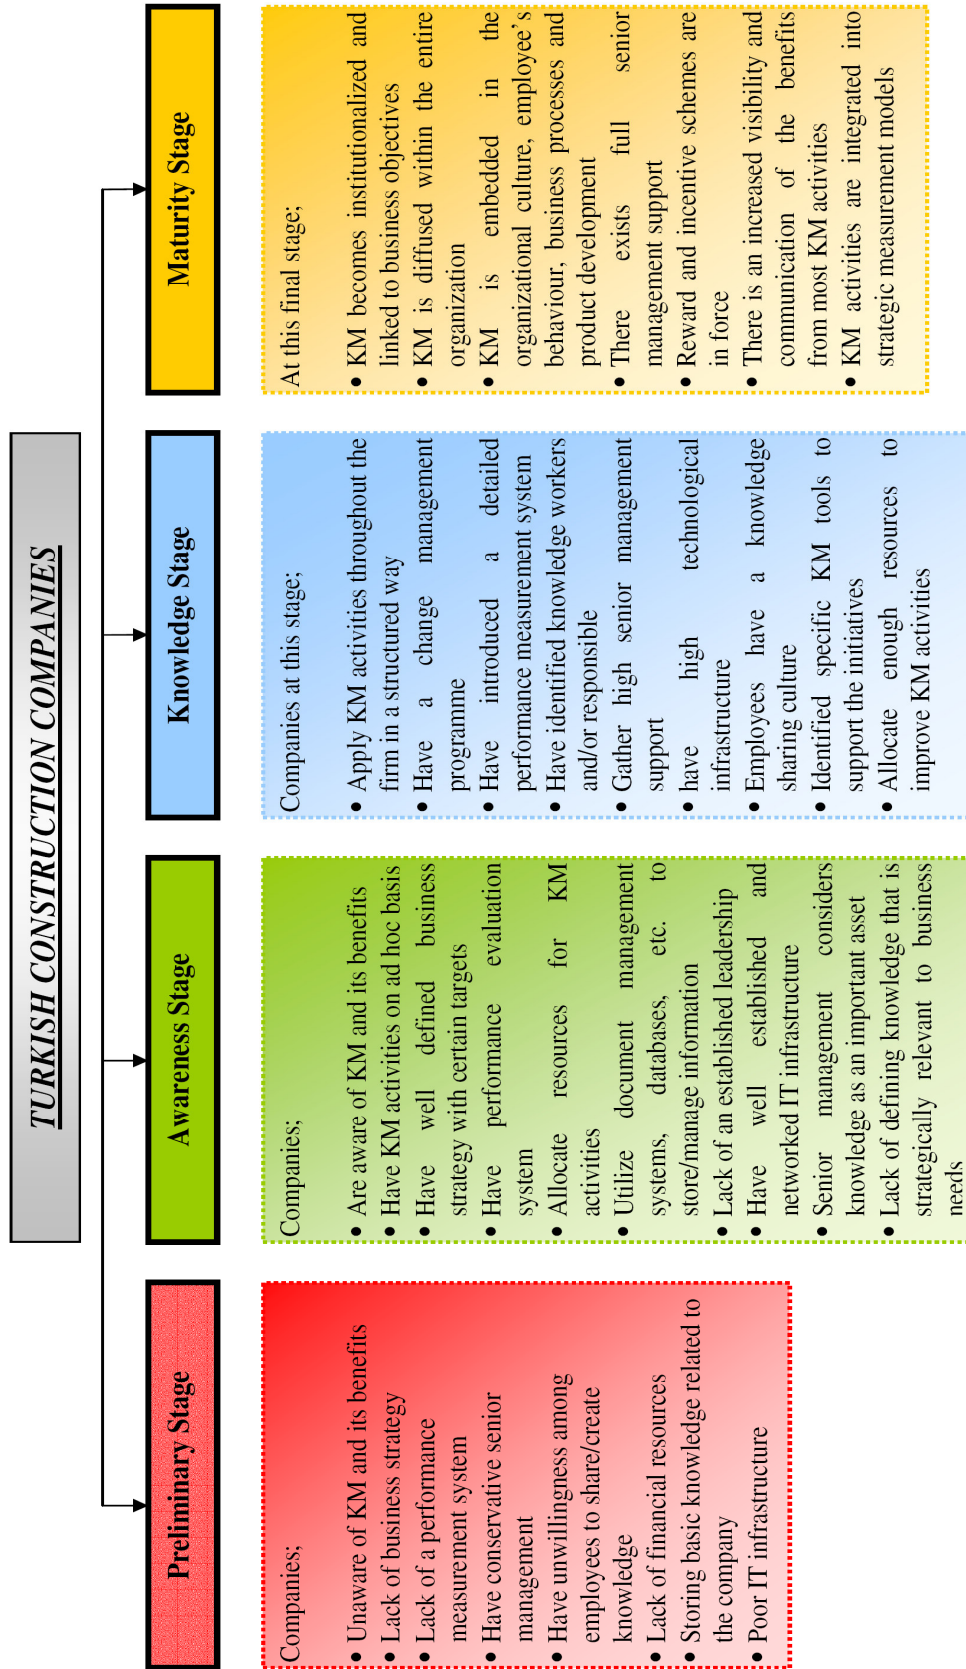 TURKISH CONSTRUCTION COMPANIES
Preliminary Stage
Companies;
• Unaware of KM and its benefits
• Lack of business strategy
• Lack of a performance
measurement system
• Have conservative senior
management
• Have unwillingness among
employees to share/create
knowledge
• Lack of financial resources
• Storing basic knowledge related to
the company
• Poor IT infrastructure
Awareness Stage
Companies;
• Are aware of KM and its benefits
• Have KM activities on ad hoc basis
• Have well defined business
strategy with certain targets
• Have performance evaluation
system
• Allocate resources for KM
activities
• Utilize document management
systems, databases, etc. to
store/manage information
• Lack of an established leadership
• Have well established and
networked IT infrastructure
• Senior management considers
knowledge as an important asset
• Lack of defining knowledge that is
strategically relevant to business
needs
Knowledge Stage
Companies at this stage;
• Apply KM activities throughout the
firm in a structured way
• Have a change management
programme
• Have introduced a detailed
performance measurement system
• Have identified knowledge workers
and/or responsible
• Gather high senior management
support
• have high technological
infrastructure
• Employees have a knowledge
sharing culture
• Identified specific KM tools to
support the initiatives
• Allocate enough resources to
improve KM activities
Maturity Stage
At this final stage;
• KM becomes institutionalized and
linked to business objectives
• KM is diffused within the entire
organization
• KM is embedded in the
organizational culture, employee's
behaviour, business processes and
product development
• There exists full senior
management support
• Reward and incentive schemes are
in force
• There is an increased visibility and
communication of the benefits
from most KM activities
• KM activities are integrated into
strategic measurement models